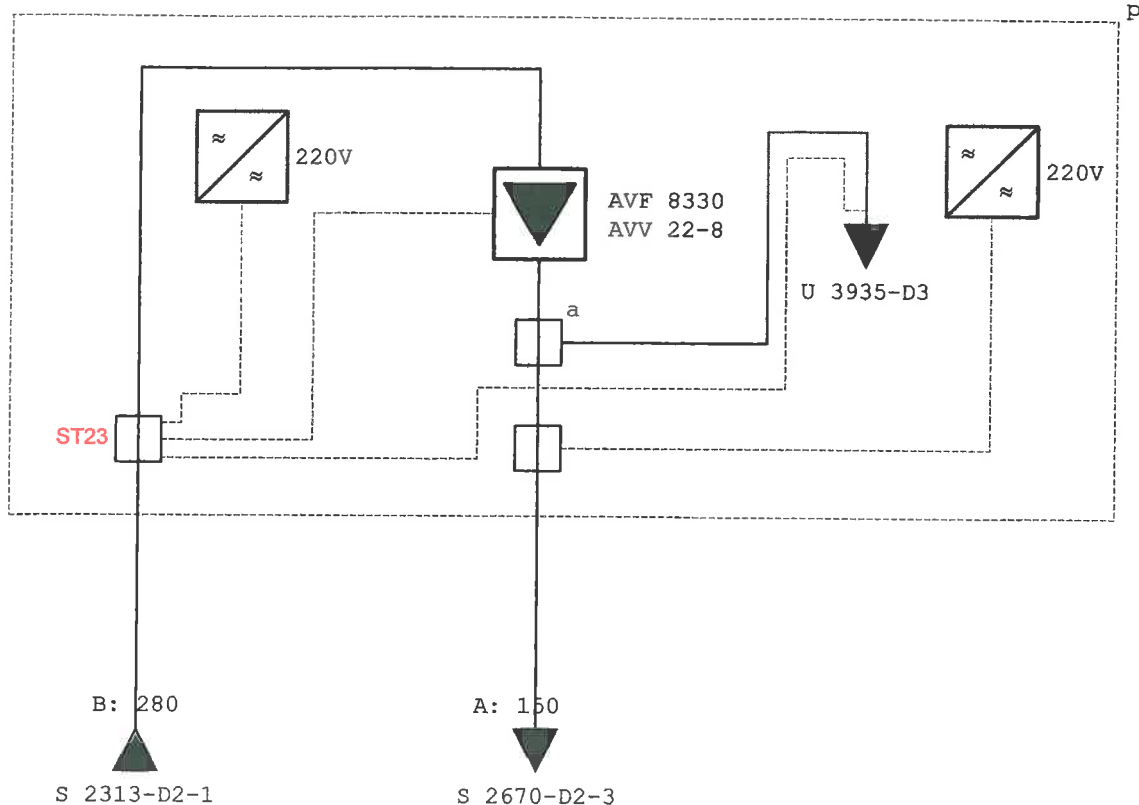 p
220V
AVF 8330
AVV 22-8
220V
U 3935-D3
a
ST23
B: 280
A: 150
S 2313-D2-1
S 2670-D2-3